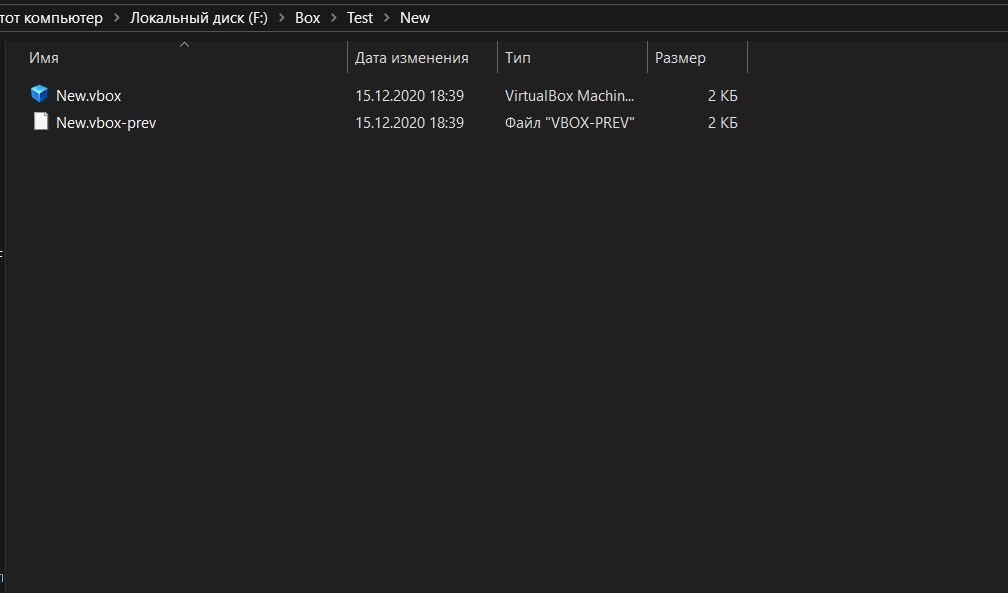 тот компьютер > Локальный диск (F:) > Box > Test > New
Имя Дата изменения Тип Размер
New.vbox 15.12.2020 18:39 VirtualBox Machin... 2 КБ
New.vbox-prev 15.12.2020 18:39 Файл "VBOX-PREV" 2 КБ